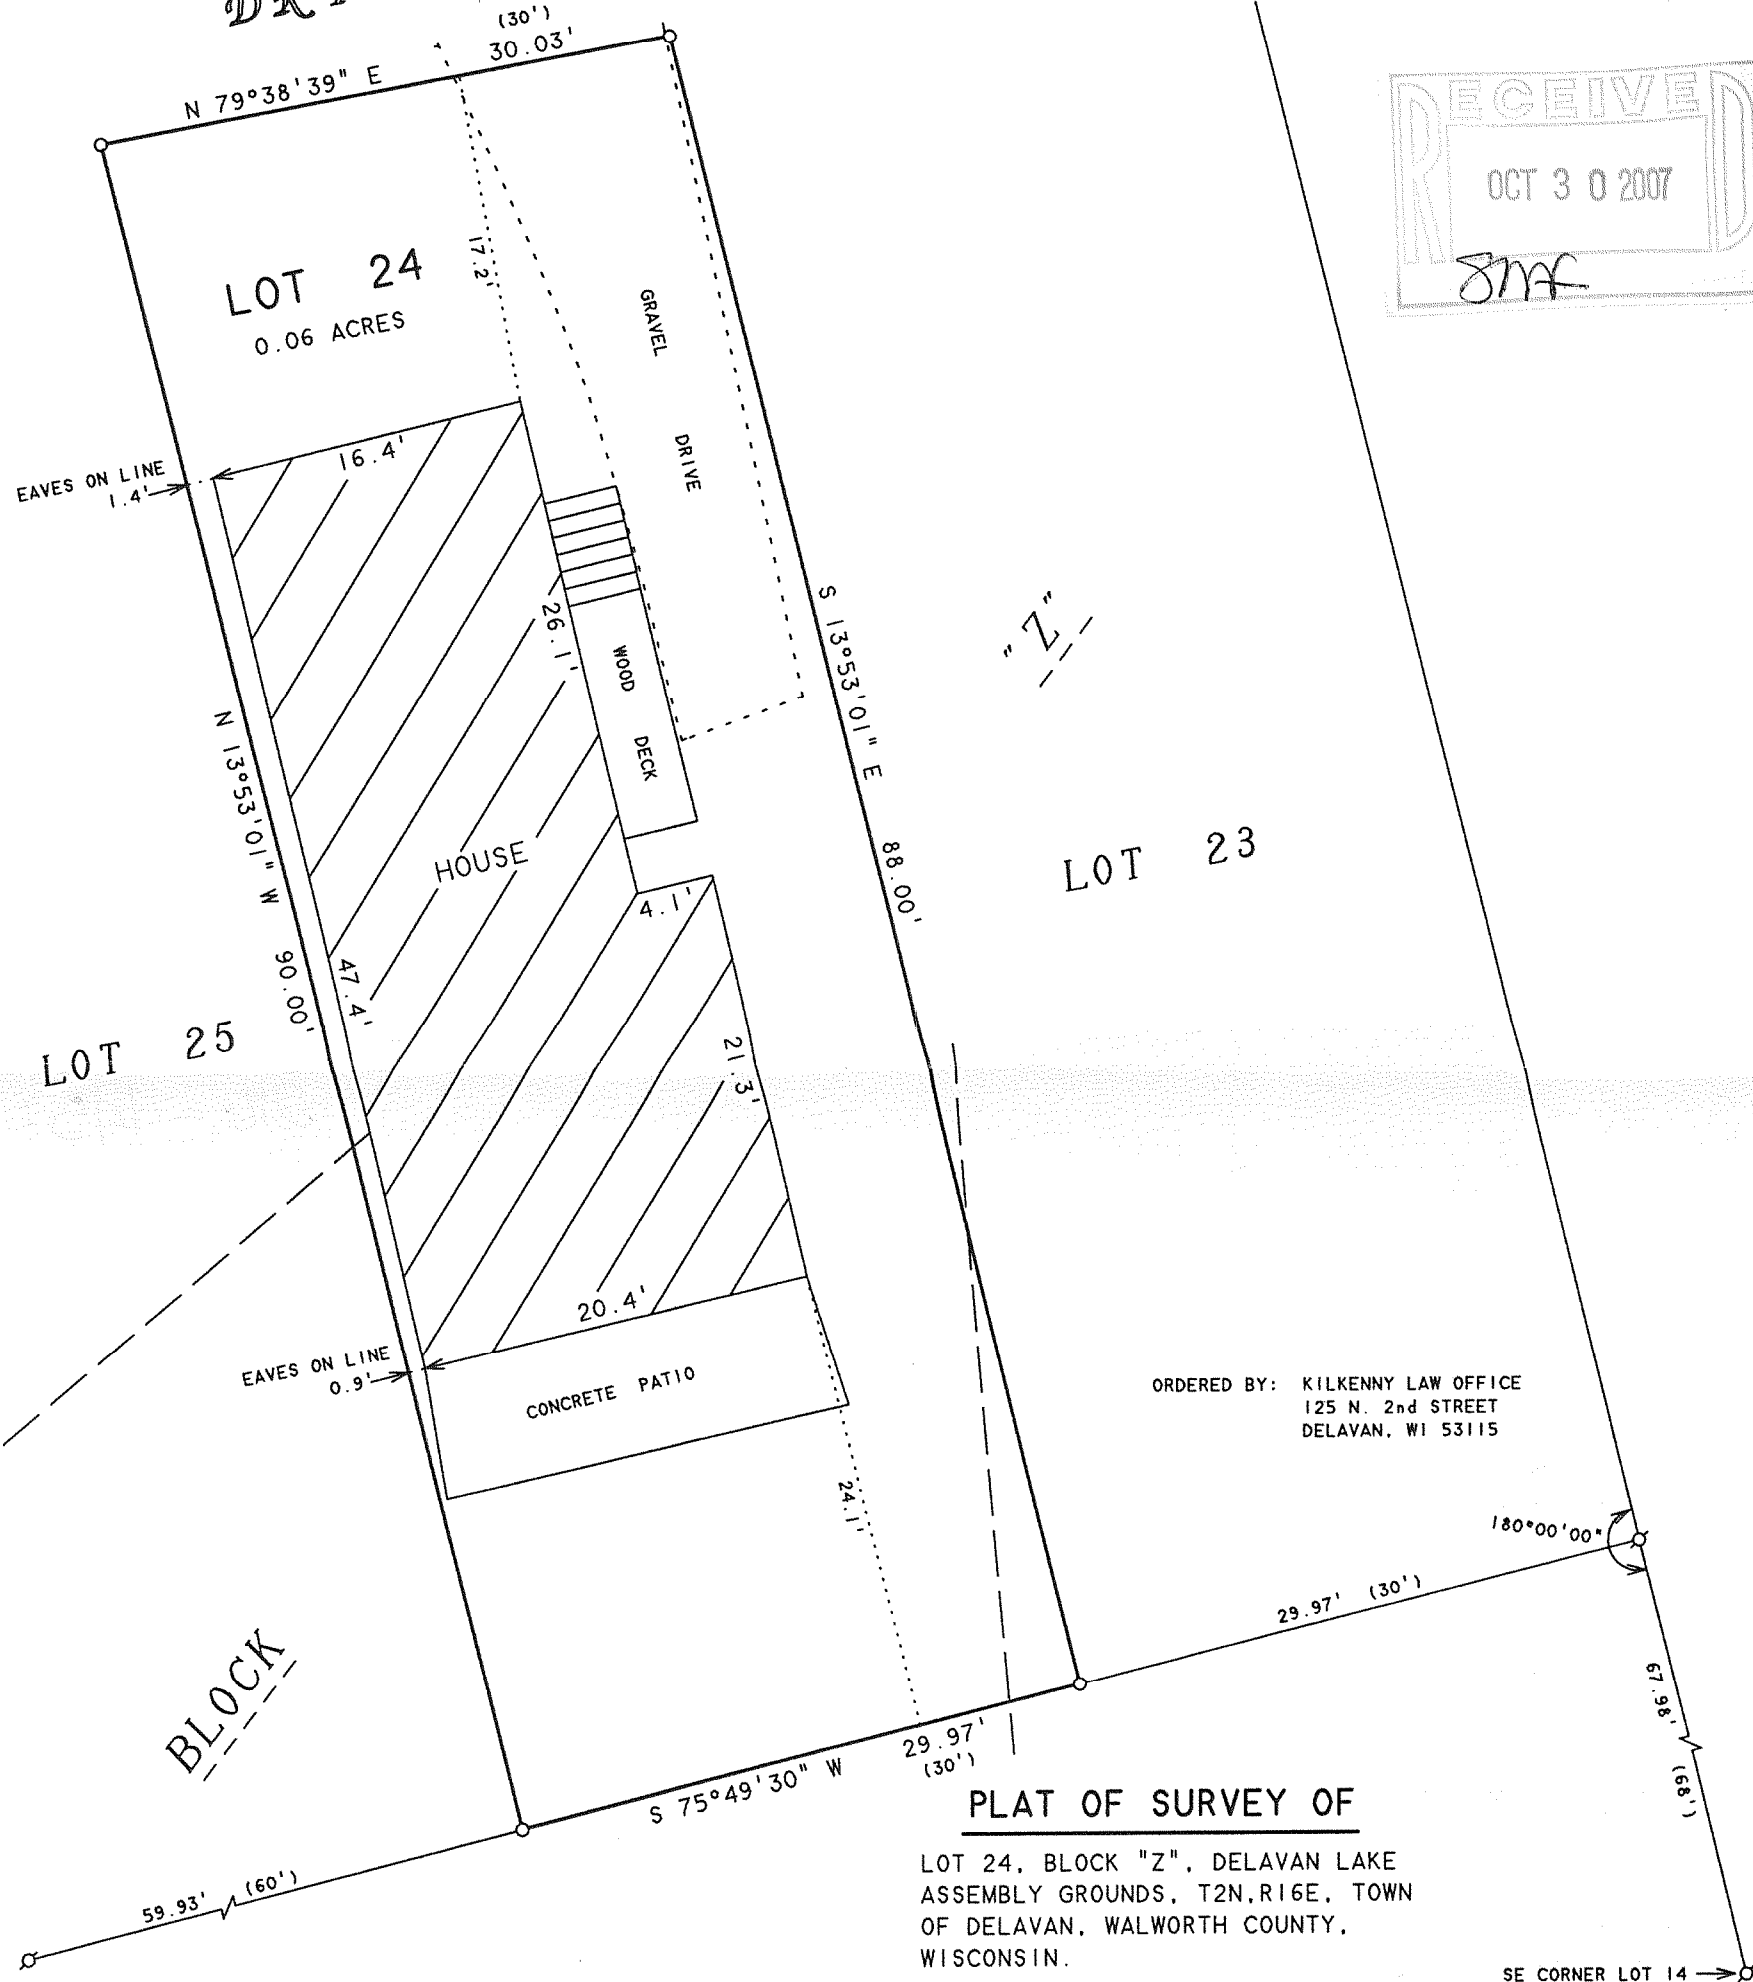 (30')
N 79°38'39" E 30.03'
RECEIVED
OCT 3 0 2007
LOT 24
0.06 ACRES
17.2'
GRAVEL DRIVE
EAVES ON LINE
1.4'
16.4'
26.1'
WOOD DECK
S 13°53'01" E 88.00'
"Z"
N 13°53'01" W 90.00'
HOUSE
4.1'
LOT 23
47.4'
LOT 25
21.3'
20.4'
EAVES ON LINE
0.9'
CONCRETE PATIO
24.1'
ORDERED BY: KILKENNY LAW OFFICE
125 N. 2nd STREET
DELAVAN, WI 53115
180°00'00"
29.97' (30')
67.98' (68')
BLOCK
S 75°49'30" W 29.97'
(30')
59.93' (60')
PLAT OF SURVEY OF
LOT 24, BLOCK "Z", DELAVAN LAKE
ASSEMBLY GROUNDS, T2N,R16E, TOWN
OF DELAVAN, WALWORTH COUNTY,
WISCONSIN.
SE CORNER LOT 14